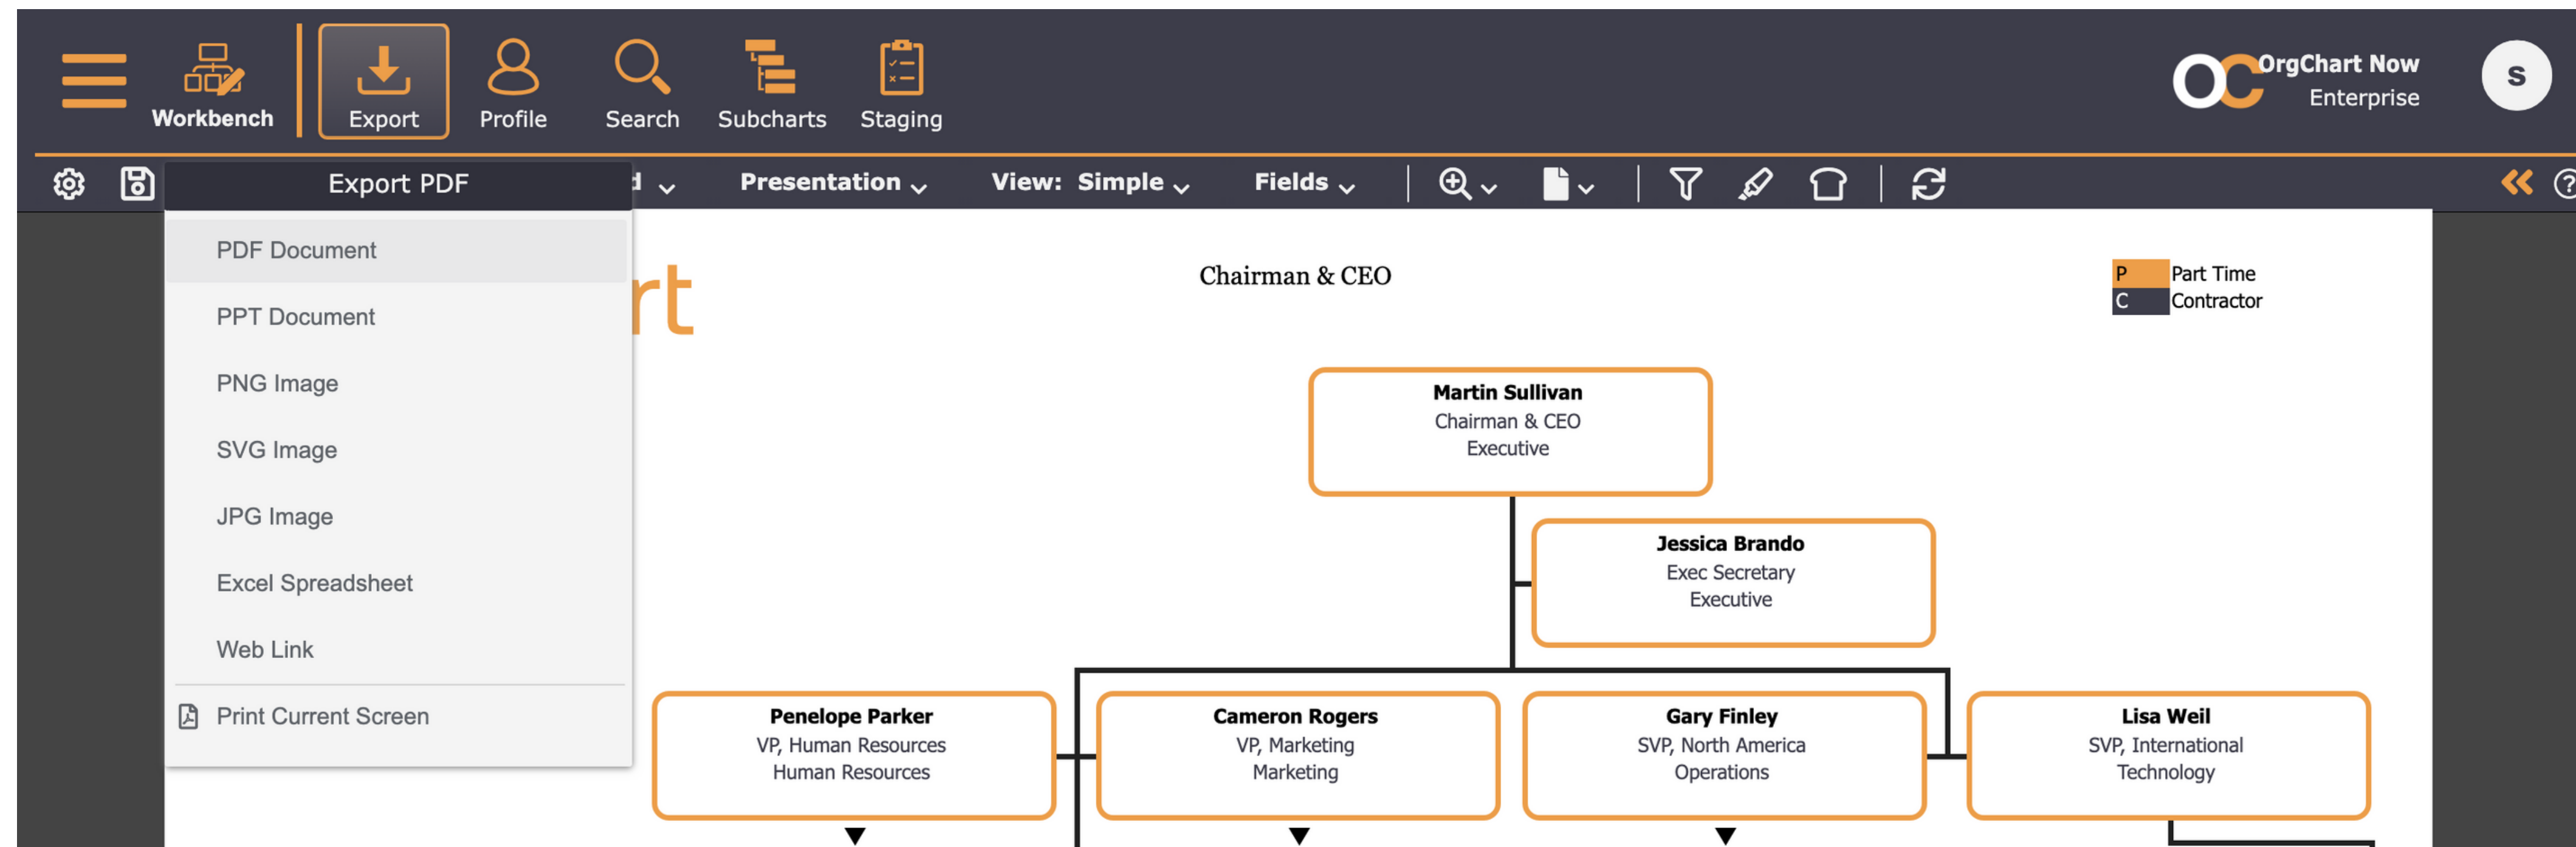 Workbench
Export
Profile
Search
Subcharts
Staging
OC OrgChart Now
Enterprise
S
Export PDF
Presentation
View: Simple
Fields
PDF Document
PPT Document
PNG Image
SVG Image
JPG Image
Excel Spreadsheet
Web Link
Print Current Screen
rt
Chairman & CEO
P Part Time
C Contractor
Martin Sullivan
Chairman & CEO
Executive
Jessica Brando
Exec Secretary
Executive
Penelope Parker
VP, Human Resources
Human Resources
Cameron Rogers
VP, Marketing
Marketing
Gary Finley
SVP, North America
Operations
Lisa Weil
SVP, International
Technology